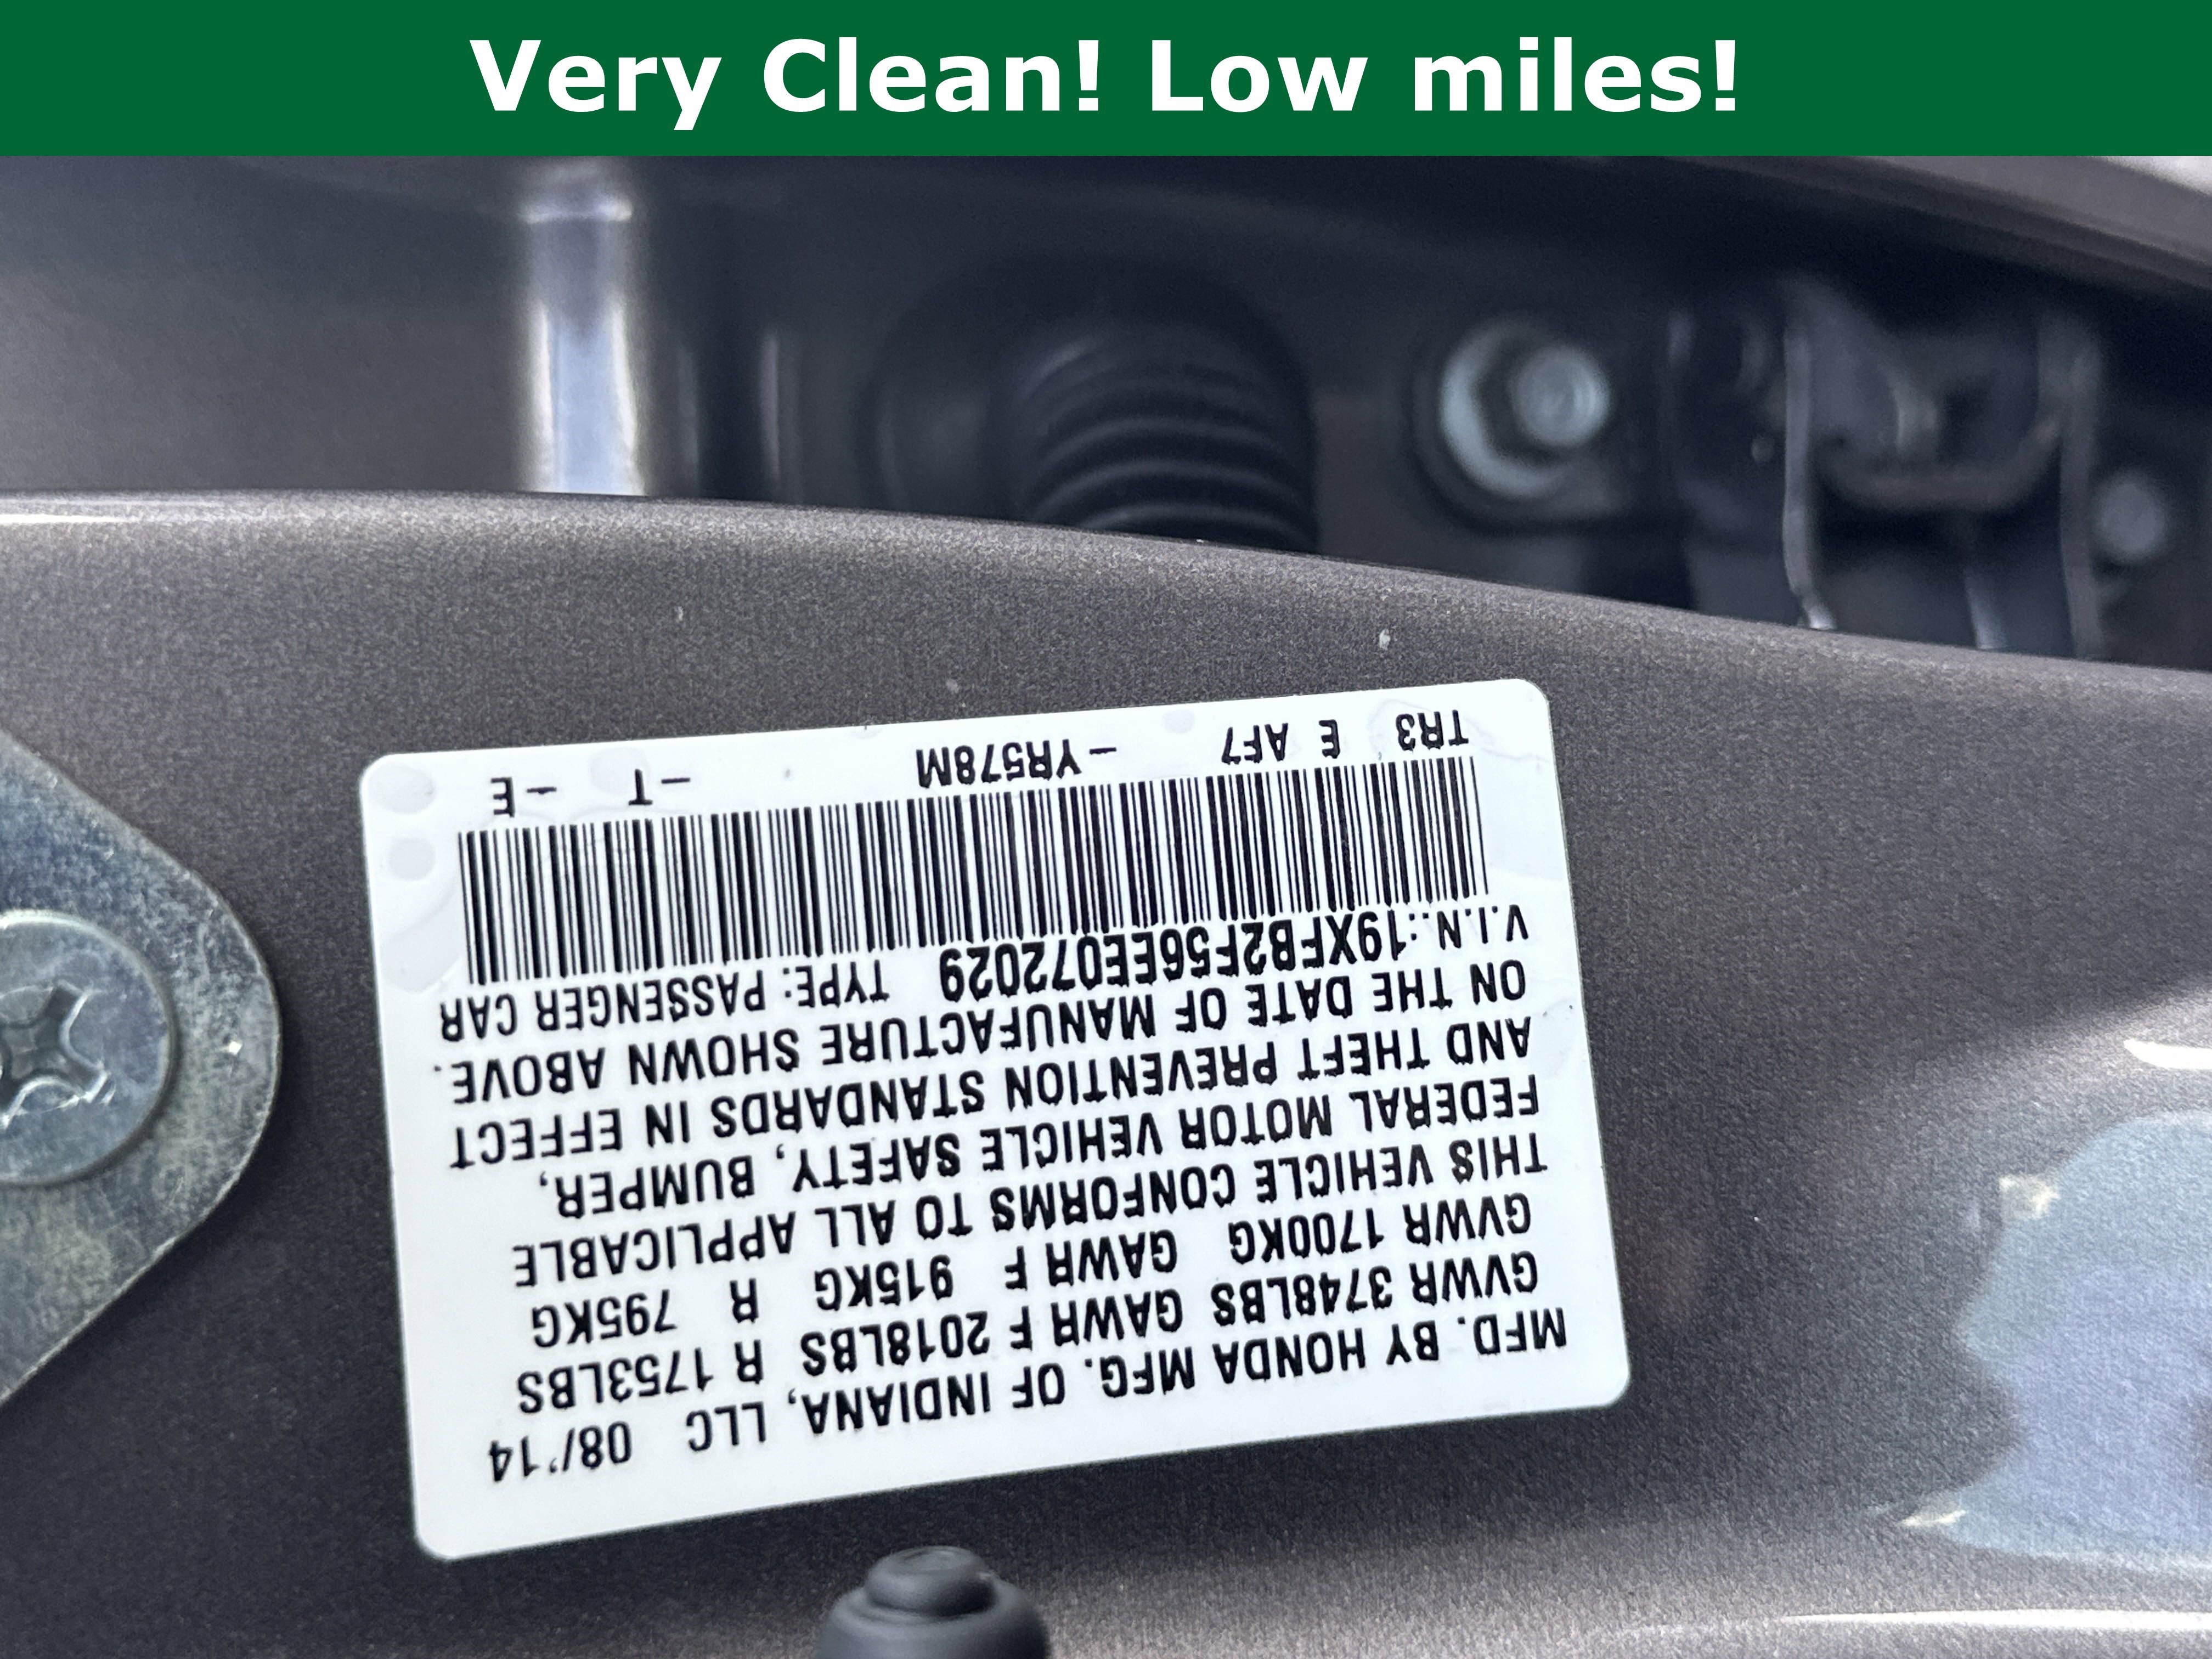 Very Clean! Low miles!
MFD. BY HONDA MFG. OF INDIANA, LLC 08/'14
GVWR 3748LBS GAWR F 2018LBS R 1753LBS
GVWR 1700KG GAWR F 915KG R 795KG
THIS VEHICLE CONFORMS TO ALL APPLICABLE
FEDERAL MOTOR VEHICLE SAFETY, BUMPER,
AND THEFT PREVENTION STANDARDS IN EFFECT
ON THE DATE OF MANUFACTURE SHOWN ABOVE.
V.I.N.:19XFB2F56EE072029 TYPE: PASSENGER CAR
TR3 E AF7 -YR578M -T -E